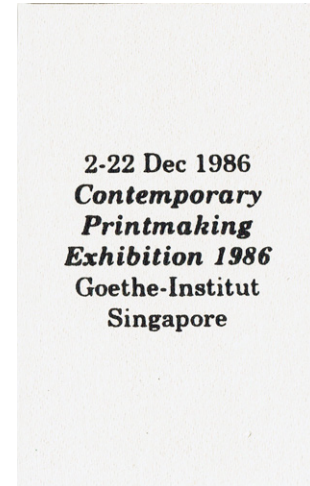 2-22 Dec 1986
Contemporary
Printmaking
Exhibition 1986
Goethe-Institut
Singapore